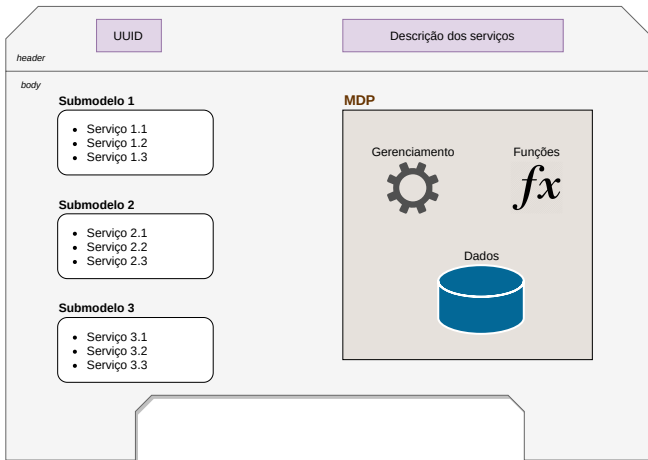 UUID
Descrição dos serviços
header
body
Submodelo 1
Serviço 1.1
Serviço 1.2
Serviço 1.3
Submodelo 2
Serviço 2.1
Serviço 2.2
Serviço 2.3
Submodelo 3
Serviço 3.1
Serviço 3.2
Serviço 3.3
MDP
Gerenciamento
Funções
fx
Dados